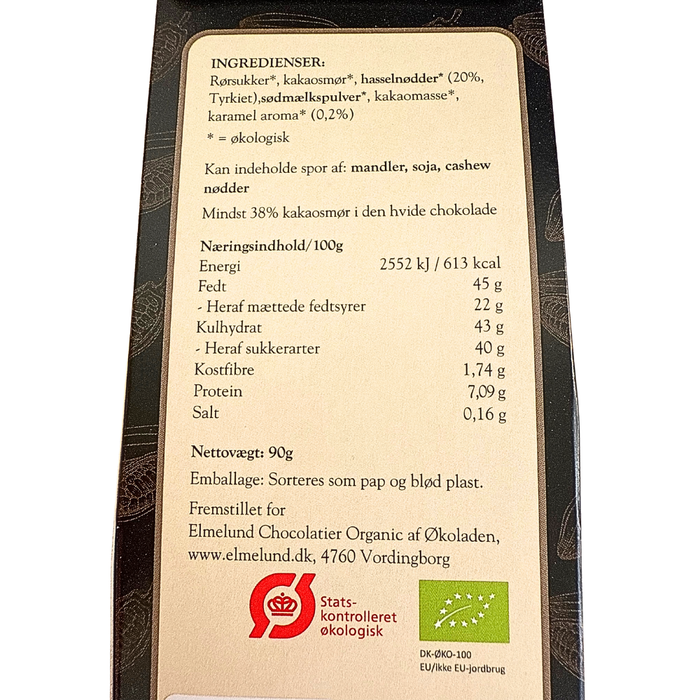 INGREDIENSER:
Rørsukker*, kakaosmør*, hasselnødder* (20%,
Tyrkiet),sødmælkspulver*, kakaomasse*,
karamel aroma* (0,2%)
* = økologisk
Kan indeholde spor af: mandler, soja, cashew
nødder
Mindst 38% kakaosmør i den hvide chokolade
Næringsindhold/100g
Energi 2552 kJ / 613 kcal
Fedt 45 g
- Heraf mættede fedtsyrer 22 g
Kulhydrat 43 g
- Heraf sukkerarter 40 g
Kostfibre 1,74 g
Protein 7,09 g
Salt 0,16 g
Nettovægt: 90g
Emballage: Sorteres som pap og blød plast.
Fremstillet for
Elmelund Chocolatier Organic af Økoladen,
www.elmelund.dk, 4760 Vordingborg
Stats-
kontrolleret
økologisk
DK-ØKO-100
EU/ikke EU-jordbrug